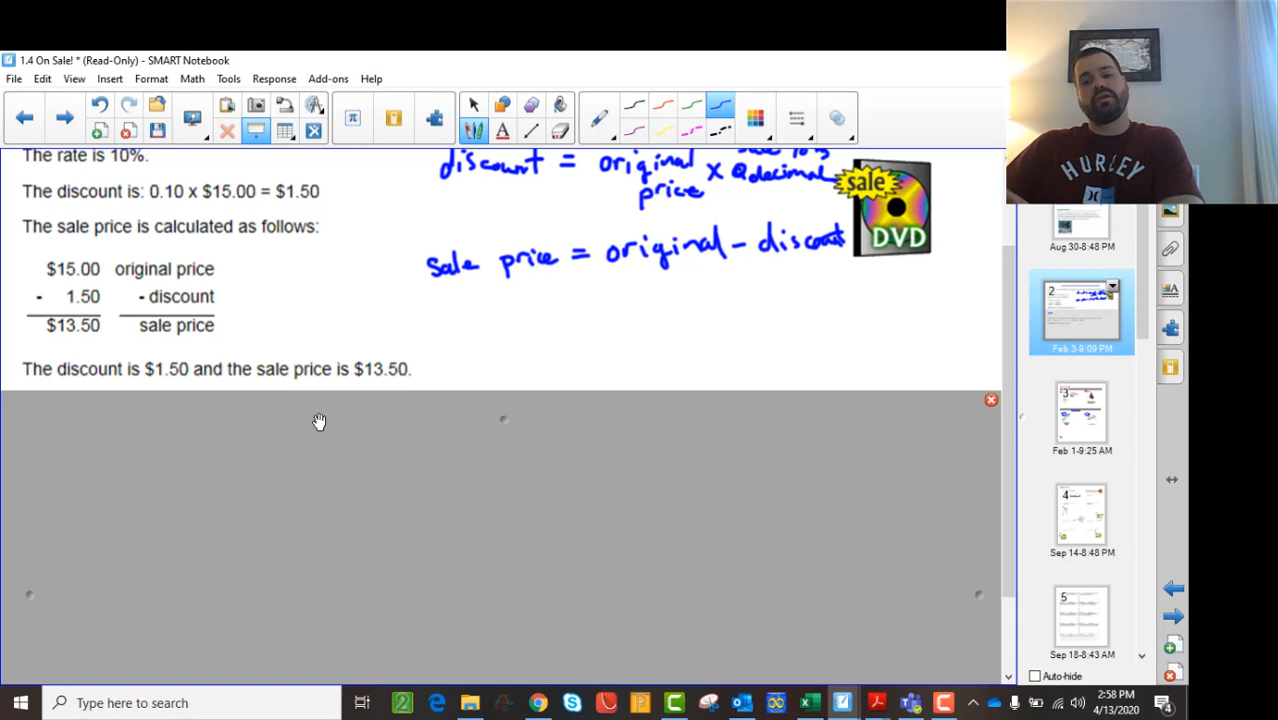 1.4 On Sale! * (Read-Only) - SMART Notebook
File Edit View Insert Format Tools Math Response Add-ons Help
The rate is 10%.
discount = original
price
x @decimal
sale
DVD
The discount is: 0.10 x $15.00 = $1.50
The sale price is calculated as follows:
sale price = original - discount
$15.00 original price
- 1.50 - discount
$13.50 sale price
The discount is $1.50 and the sale price is $13.50.
HURLEY
Aug 30-8:48 PM
2
Feb 3-9:09 PM
3
Feb 1-9:25 AM
4
Sep 14-8:48 PM
5
Sep 18-8:43 AM
Auto-hide
Type here to search
2:58 PM
4/13/2020
4